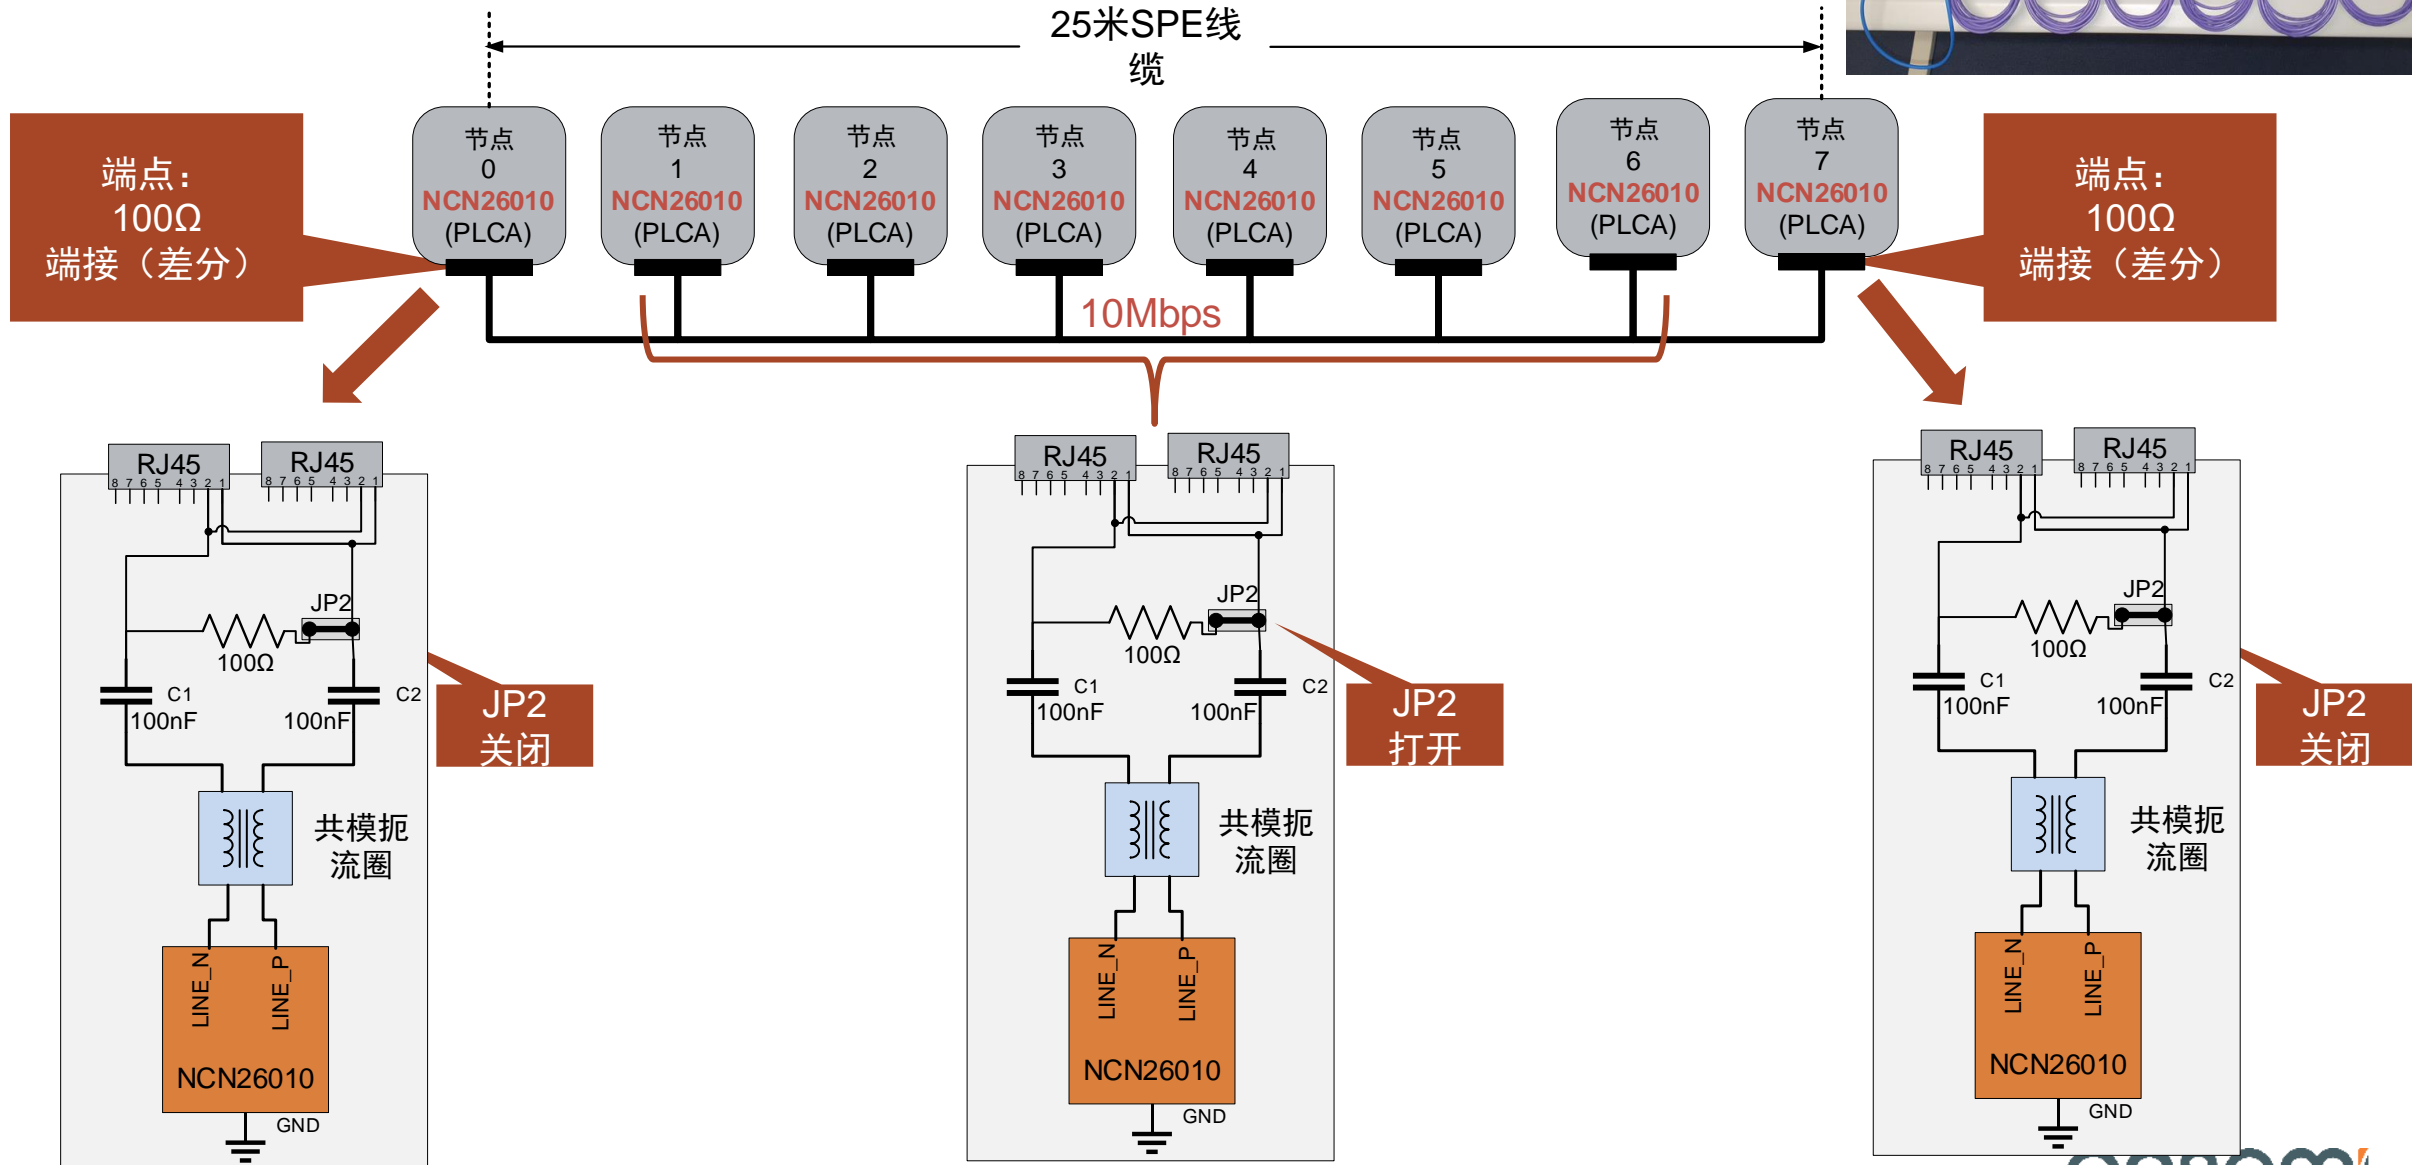 25米SPE线
缆
端点：
100Ω
端接（差分）
节点
0
NCN26010
(PLCA)
节点
1
NCN26010
(PLCA)
节点
2
NCN26010
(PLCA)
节点
3
NCN26010
(PLCA)
节点
4
NCN26010
(PLCA)
节点
5
NCN26010
(PLCA)
节点
6
NCN26010
(PLCA)
节点
7
NCN26010
(PLCA)
端点：
100Ω
端接（差分）
10Mbps
RJ45
8 7 6 5 4 3 2 1
RJ45
8 7 6 5 4 3 2 1
JP2
100Ω
C1
100nF
C2
100nF
JP2
关闭
共模扼
流圈
LINE_N
LINE_P
NCN26010
GND
RJ45
8 7 6 5 4 3 2 1
RJ45
8 7 6 5 4 3 2 1
JP2
100Ω
C1
100nF
C2
100nF
JP2
打开
共模扼
流圈
LINE_N
LINE_P
NCN26010
GND
RJ45
8 7 6 5 4 3 2 1
RJ45
8 7 6 5 4 3 2 1
JP2
100Ω
C1
100nF
C2
100nF
JP2
关闭
共模扼
流圈
LINE_N
LINE_P
NCN26010
GND